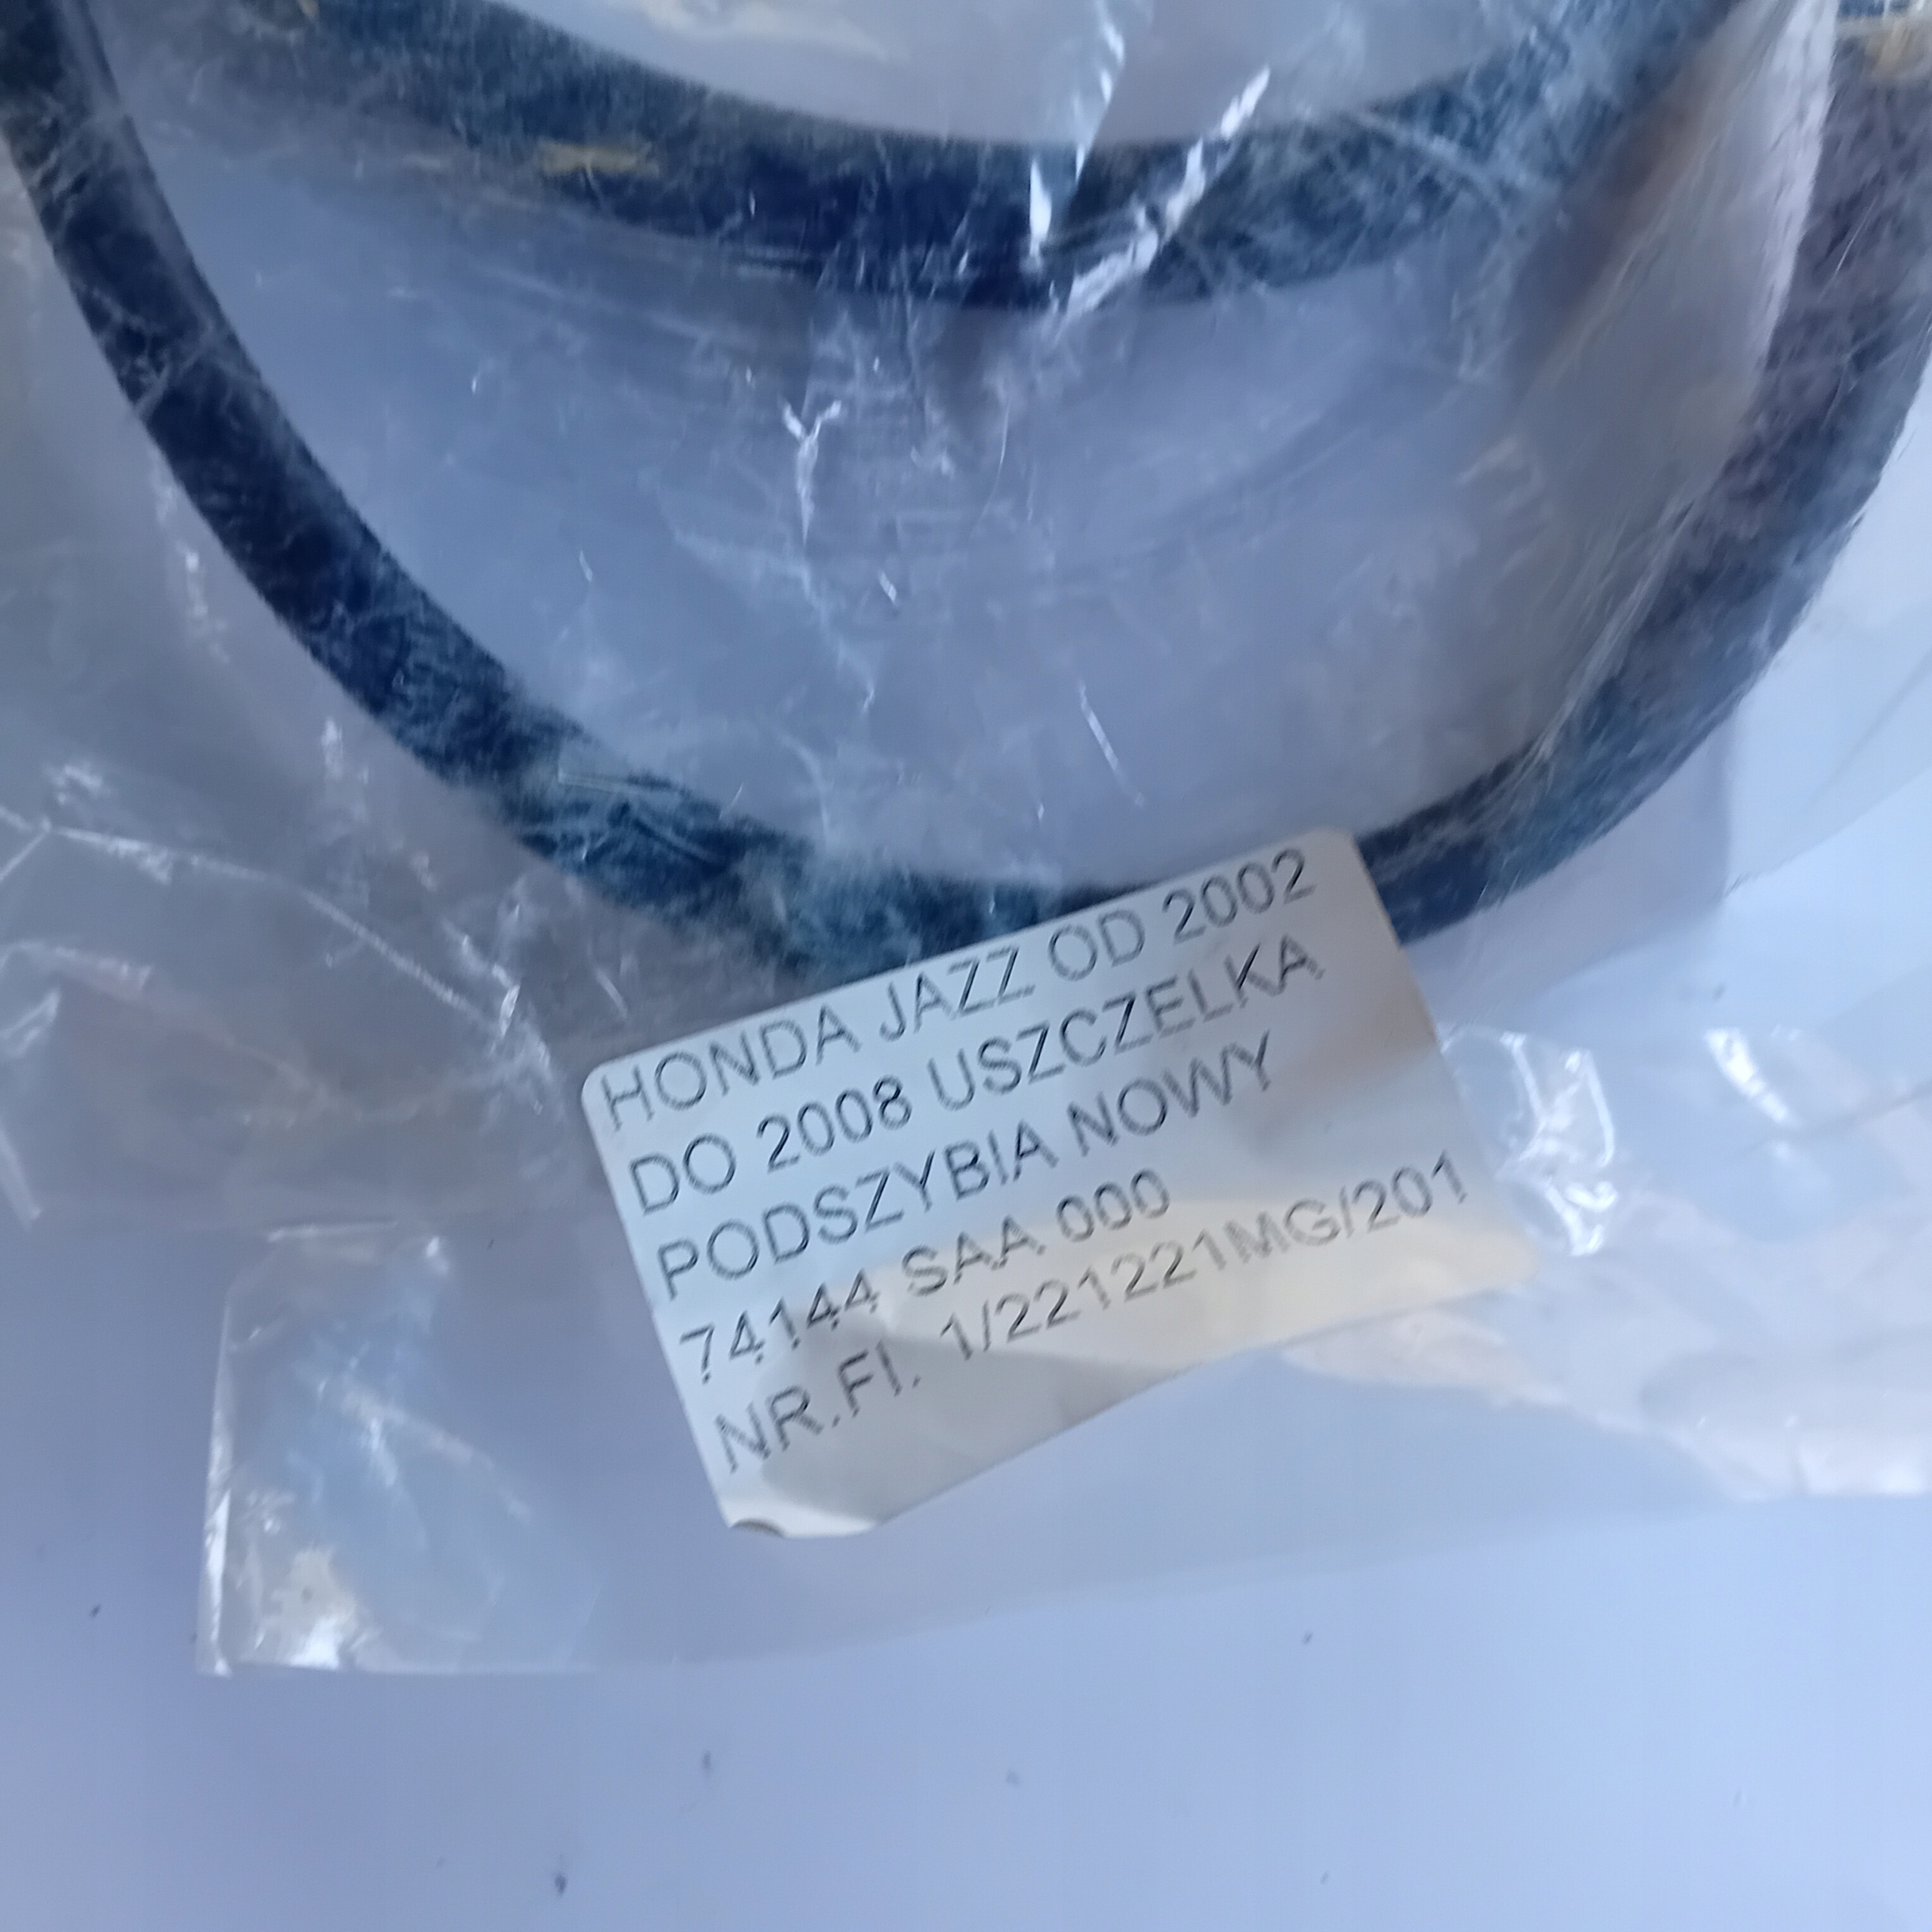 HONDA JAZZ OD 2002
DO 2008 USZCZELKA
PODSZYBIA NOWY
74144 SAA 000
NR.FI. 1/221221MG/201